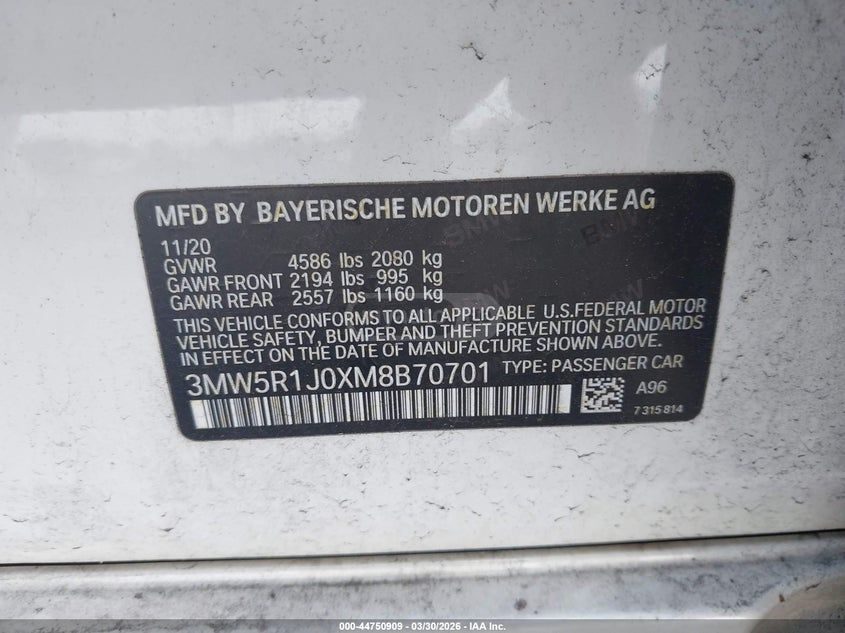 MFD BY BAYERISCHE MOTOREN WERKE AG
11/20
GVWR 4586 lbs 2080 kg
GAWR FRONT 2194 lbs 995 kg
GAWR REAR 2557 lbs 1160 kg
THIS VEHICLE CONFORMS TO ALL APPLICABLE U.S.FEDERAL MOTOR
VEHICLE SAFETY, BUMPER AND THEFT PREVENTION STANDARDS
IN EFFECT ON THE DATE OF MANUFACTURE SHOWN ABOVE.
3MW5R1J0XM8B70701 TYPE: PASSENGER CAR
A96
7 315 814
000-44750909 - 03/30/2026 - IAA Inc.